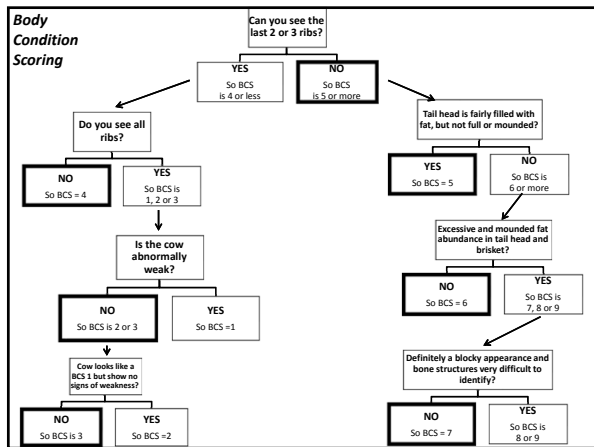 Body
Condition
Scoring
Can you see the
last 2 or 3 ribs?
YES
So BCS
is 4 or less
NO
So BCS
is 5 or more
Do you see all
ribs?
NO
So BCS = 4
YES
So BCS is
1, 2 or 3
Is the cow
abnormally
weak?
NO
So BCS is 2 or 3
YES
So BCS =1
Cow looks like a
BCS 1 but show no
signs of weakness?
NO
So BCS is 3
YES
So BCS =2
Tail head is fairly filled with
fat, but not full or mounded?
YES
So BCS = 5
NO
So BCS is
6 or more
Excessive and mounded fat
abundance in tail head and
brisket?
NO
So BCS = 6
YES
So BCS is
7, 8 or 9
Definitely a blocky appearance and
bone structures very difficult to
identify?
NO
So BCS = 7
YES
So BCS is
8 or 9